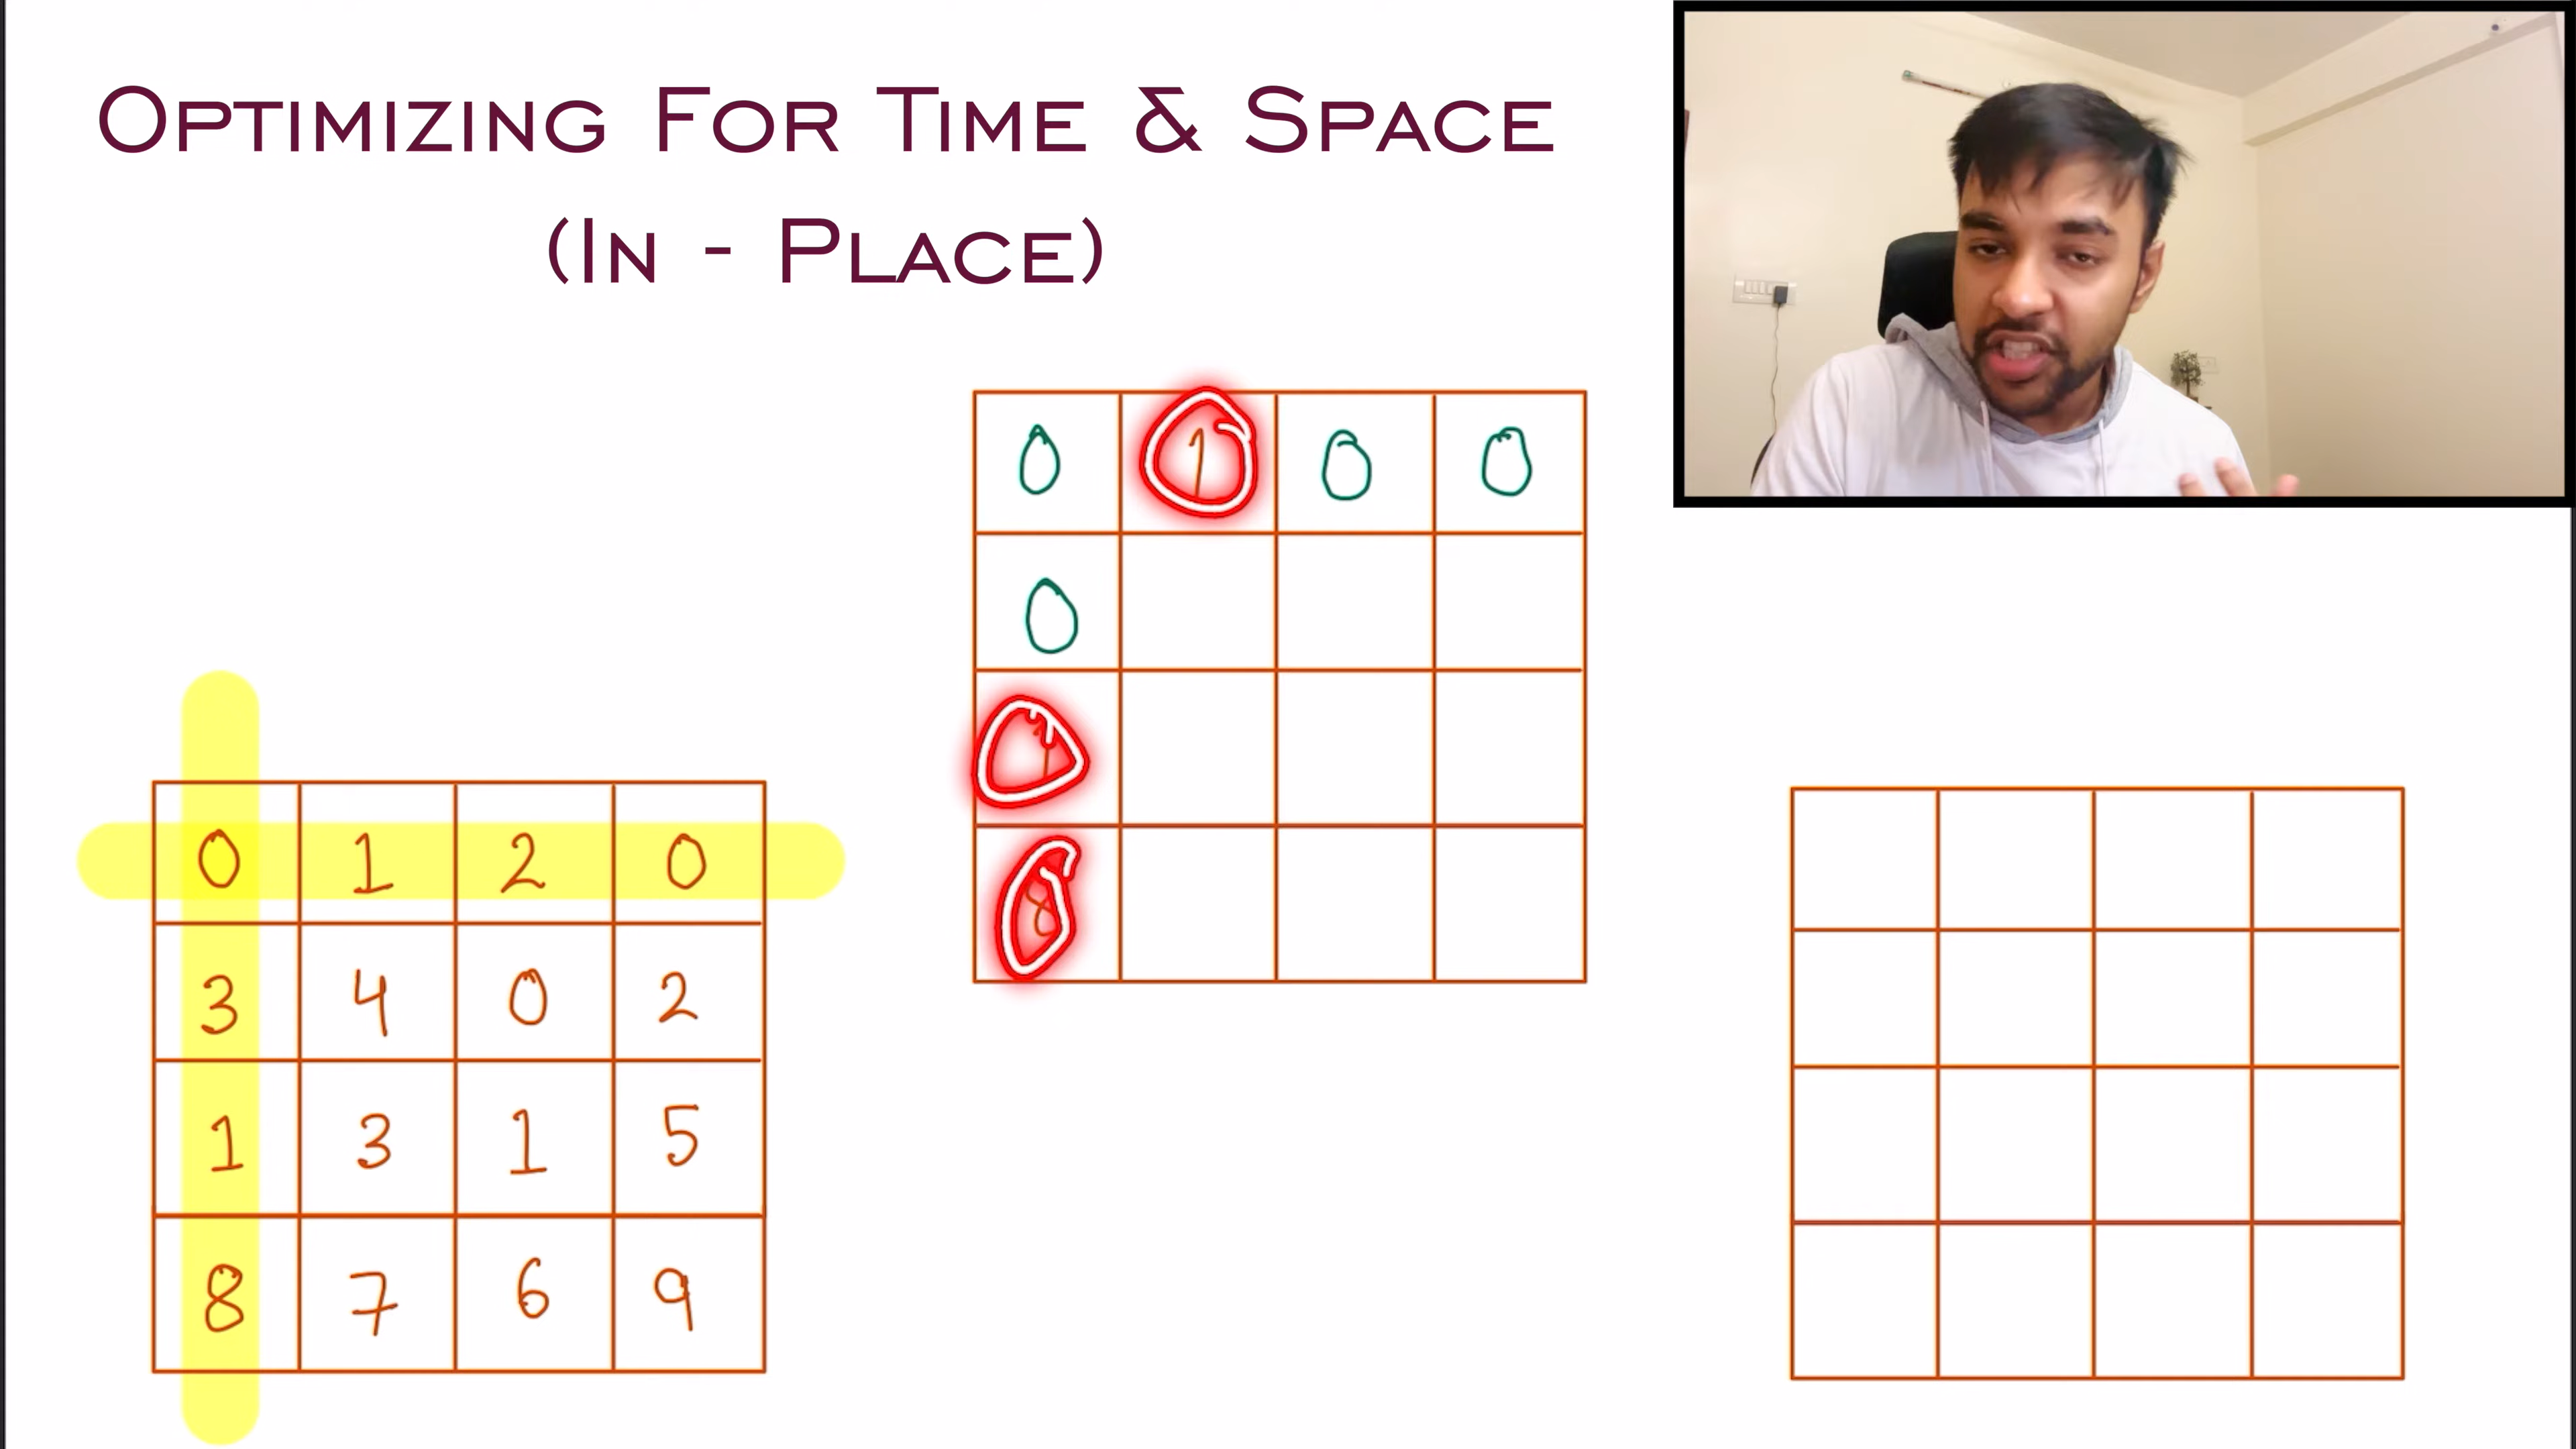 OPTIMIZING FOR TIME & SPACE
(IN - PLACE)
0 1 0 0
0
1
8
0 1 2 0
3 4 0 2
1 3 1 5
8 7 6 9